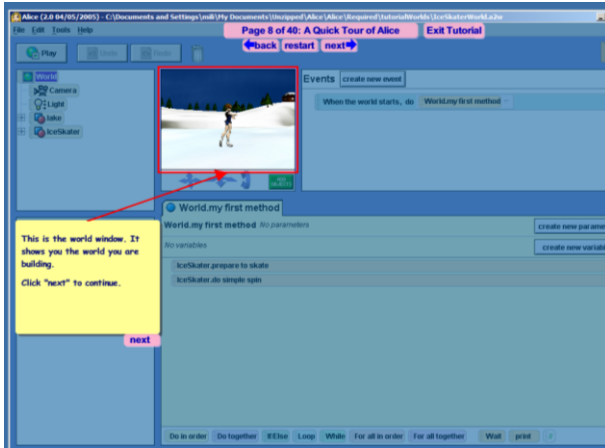 Alice (2.0 04/05/2005) - C:\Documents and Settings\mili\My Documents\Unzipped\Alice\Alice\Required\tutorialWorlds\IceSkaterWorld.a2w
File Edit Tools Help
Page 8 of 40: A Quick Tour of Alice
Exit Tutorial
back restart next
Play Undo Redo
World
Camera
Light
lake
IceSkater
Events create new event
When the world starts, do World.my first method
ADD OBJECTS
World.my first method
World.my first method No parameters
create new parame
No variables
create new variabl
IceSkater.prepare to skate
IceSkater.do simple spin
This is the world window. It
shows you the world you are
building.
Click "next" to continue.
next
Do in order Do together If/Else Loop While For all in order For all together Wait print //